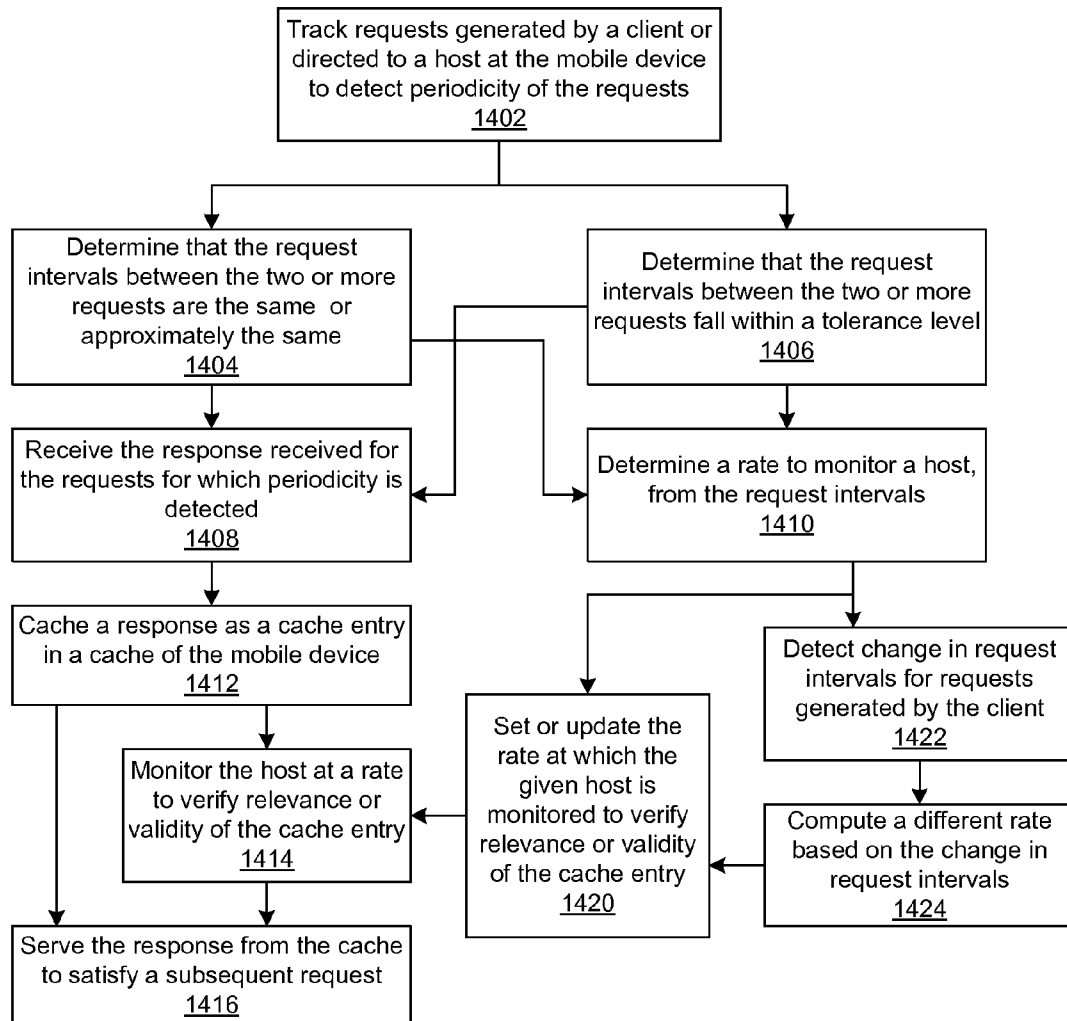 Track requests generated by a client or
directed to a host at the mobile device
to detect periodicity of the requests
1402
Determine that the request
intervals between the two or more
requests are the same or
approximately the same
1404
Determine that the request
intervals between the two or more
requests fall within a tolerance level
1406
Receive the response received for
the requests for which periodicity is
detected
1408
Determine a rate to monitor a host,
from the request intervals
1410
Cache a response as a cache entry
in a cache of the mobile device
1412
Detect change in request
intervals for requests
generated by the client
1422
Set or update the
rate at which the
given host is
monitored to verify
relevance or validity
of the cache entry
1420
Monitor the host at a rate
to verify relevance or
validity of the cache entry
1414
Compute a different rate
based on the change in
request intervals
1424
Serve the response from the cache
to satisfy a subsequent request
1416